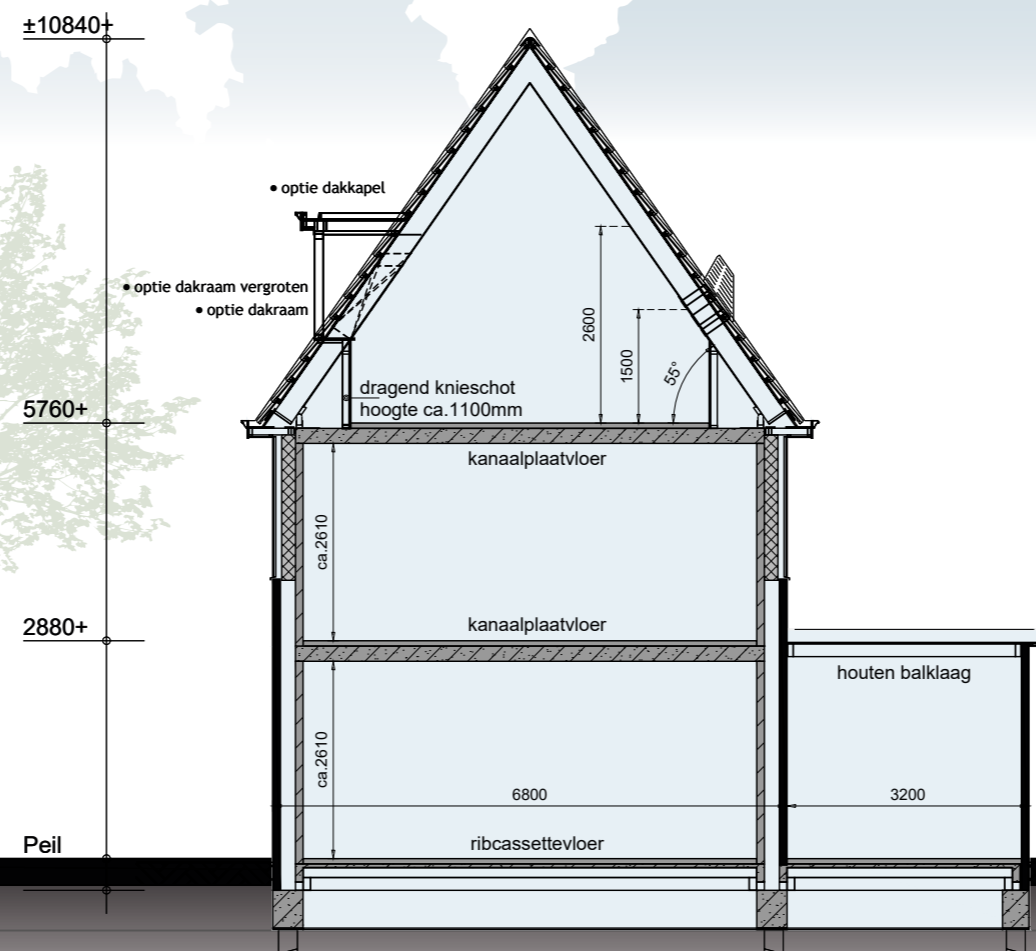 ±10840+
• optie dakkapel
• optie dakraam vergroten
• optie dakraam
2600
1500
55°
dragend knieschot
hoogte ca.1100mm
5760+
kanaalplaatvloer
ca.2610
2880+
kanaalplaatvloer
houten balklaag
ca.2610
6800
3200
Peil
ribcassettevloer